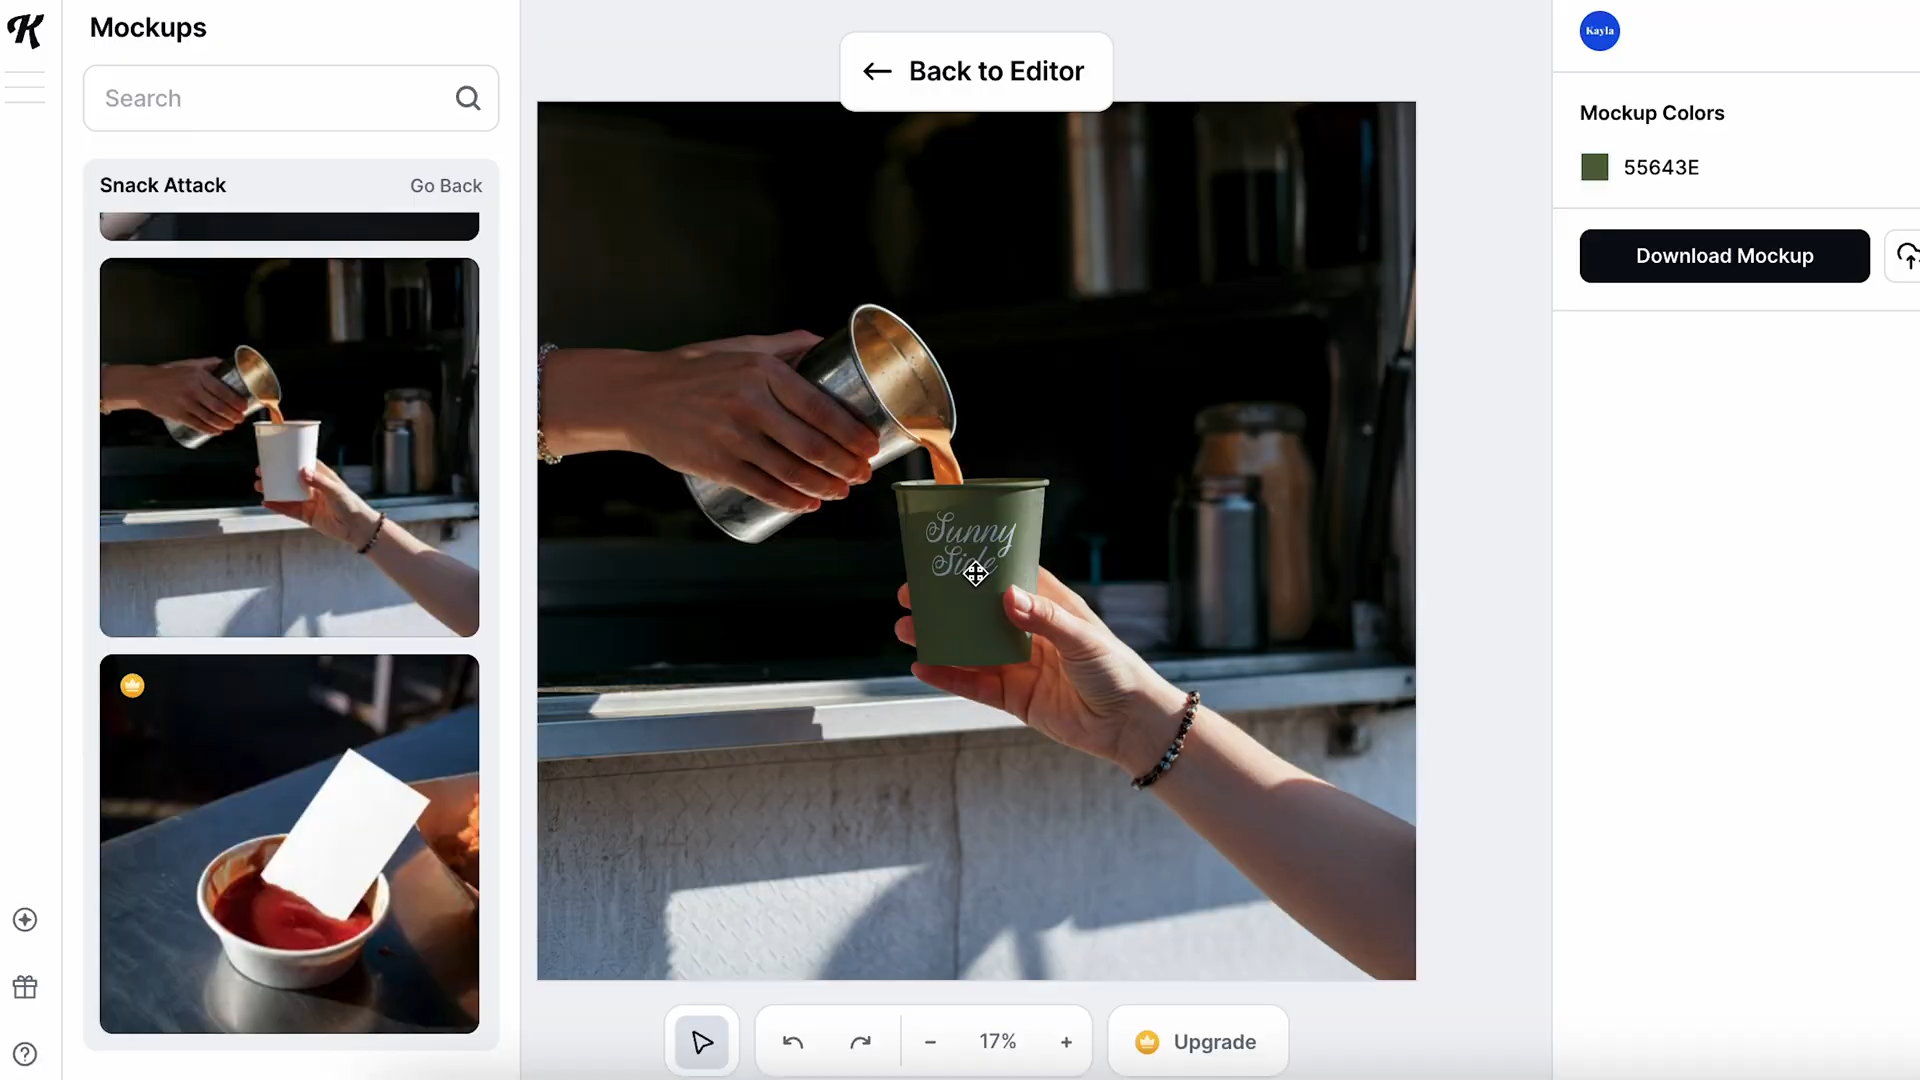 K
Mockups
Search
Snack Attack
Go Back
← Back to Editor
Sunny
Side
Kayla
Mockup Colors
55643E
Download Mockup
17%
Upgrade